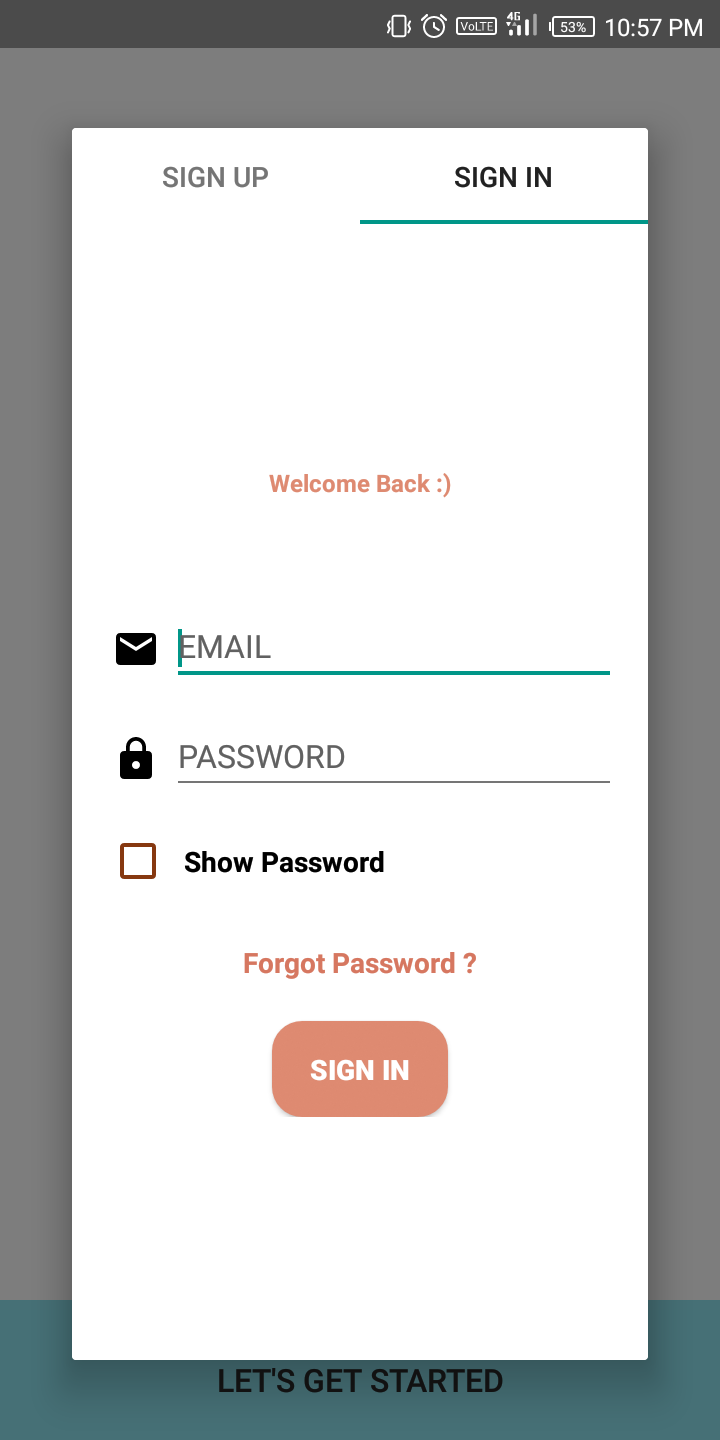 VoLTE 4G 53% 10:57 PM
SIGN UP SIGN IN
Welcome Back :)
EMAIL
PASSWORD
Show Password
Forgot Password ?
SIGN IN
LET'S GET STARTED